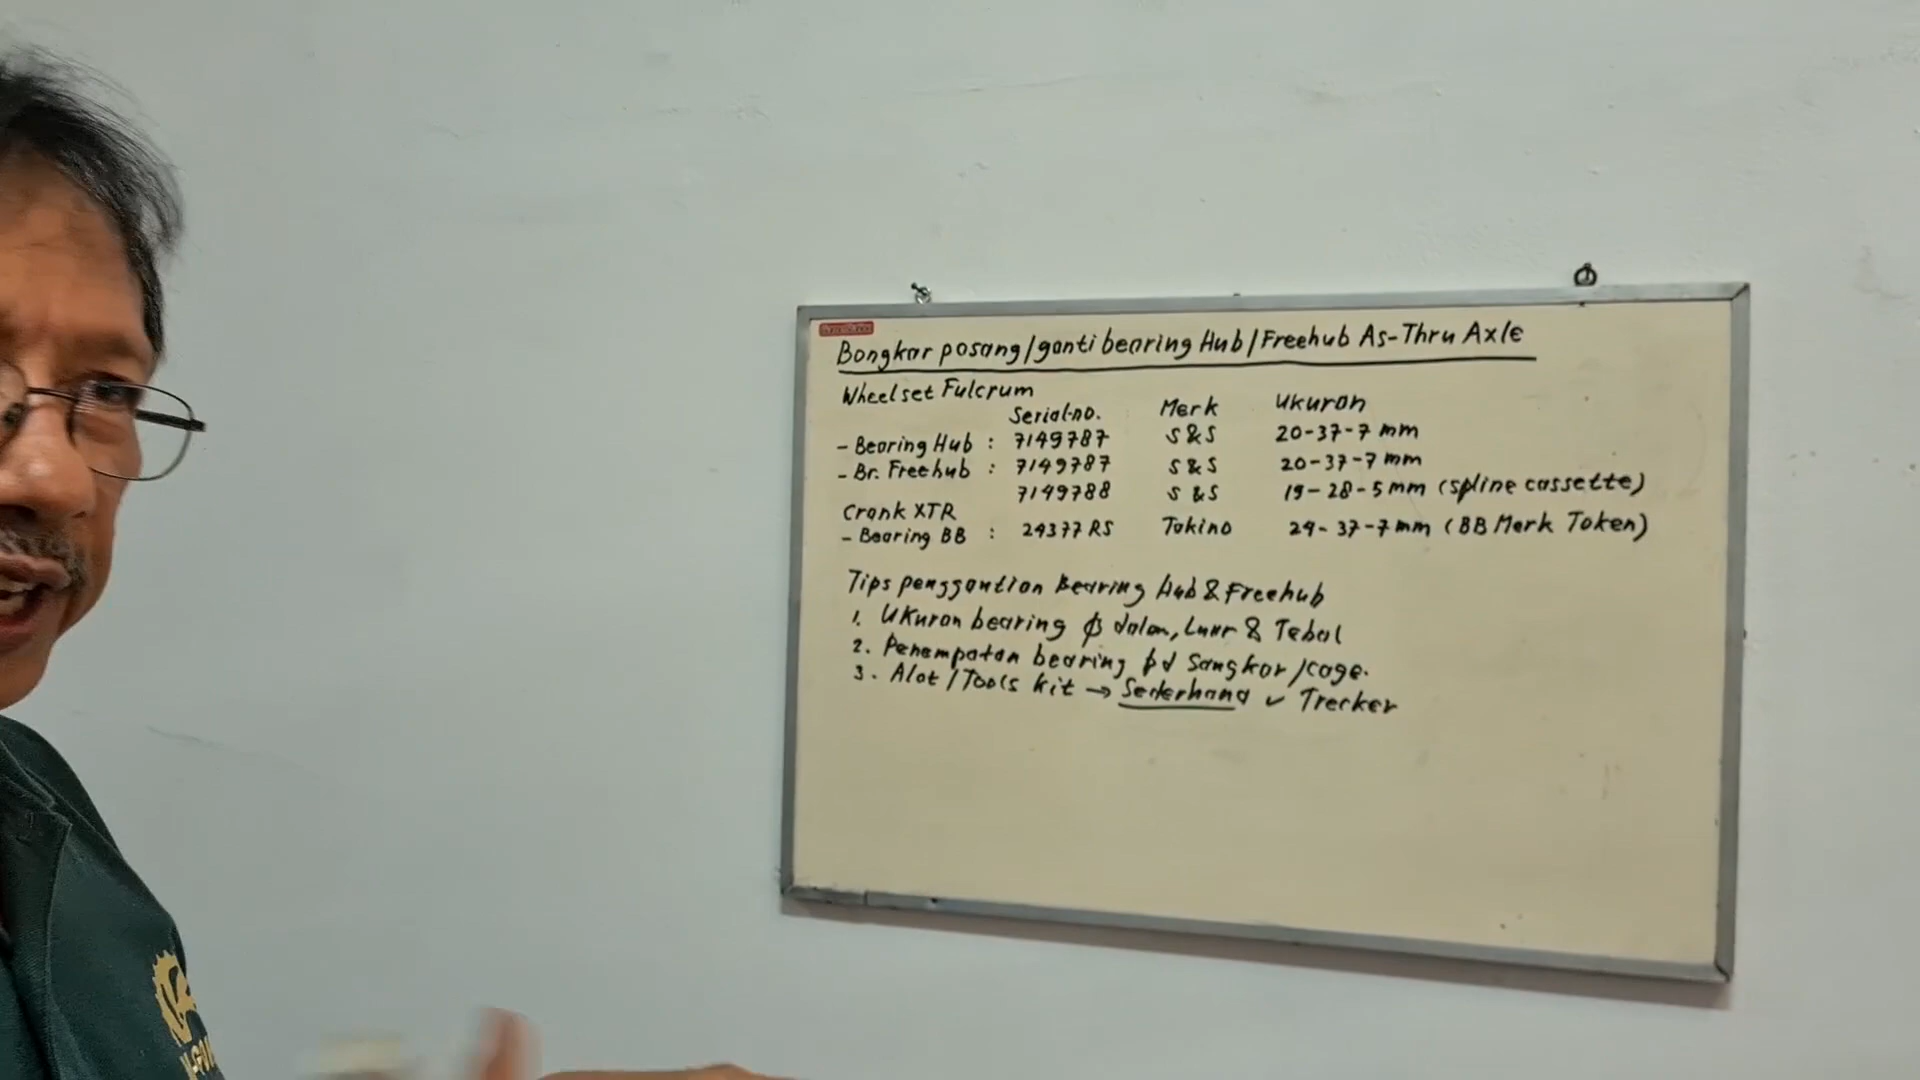 Bongkar pasang/ganti bearing Hub/Freehub As-Thru Axle
Wheelset Fulcrum
Serial-no. Merk Ukuran
- Bearing Hub : 7149787 S&S 20-37-7 mm
- Br. Freehub : 7149787 S&S 20-37-7 mm
7149788 S&S 19-28-5 mm (spline cassette)
Crank XTR
- Bearing BB : 24377 RS Tokino 24-37-7 mm (BB Merk Token)
Tips penggantian Bearing Hub & Freehub
1. Ukuran bearing ϕ dalam, Luar & Tebal
2. Penempatan bearing pd Sangkar/cage.
3. Alat/Tools kit → Sederhana ✓ Trecker